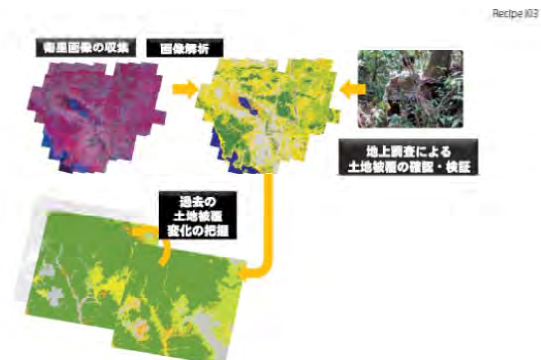 Recipe I03
衛星画像の収集
画像解析
地上調査による
土地被覆の確認・検証
過去の
土地被覆
変化の把握